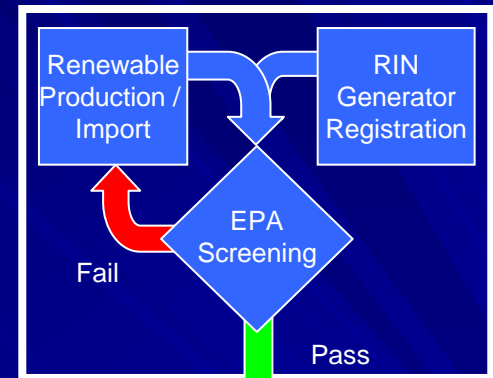 Renewable
Production /
Import
RIN
Generator
Registration
EPA
Screening
Fail
Pass